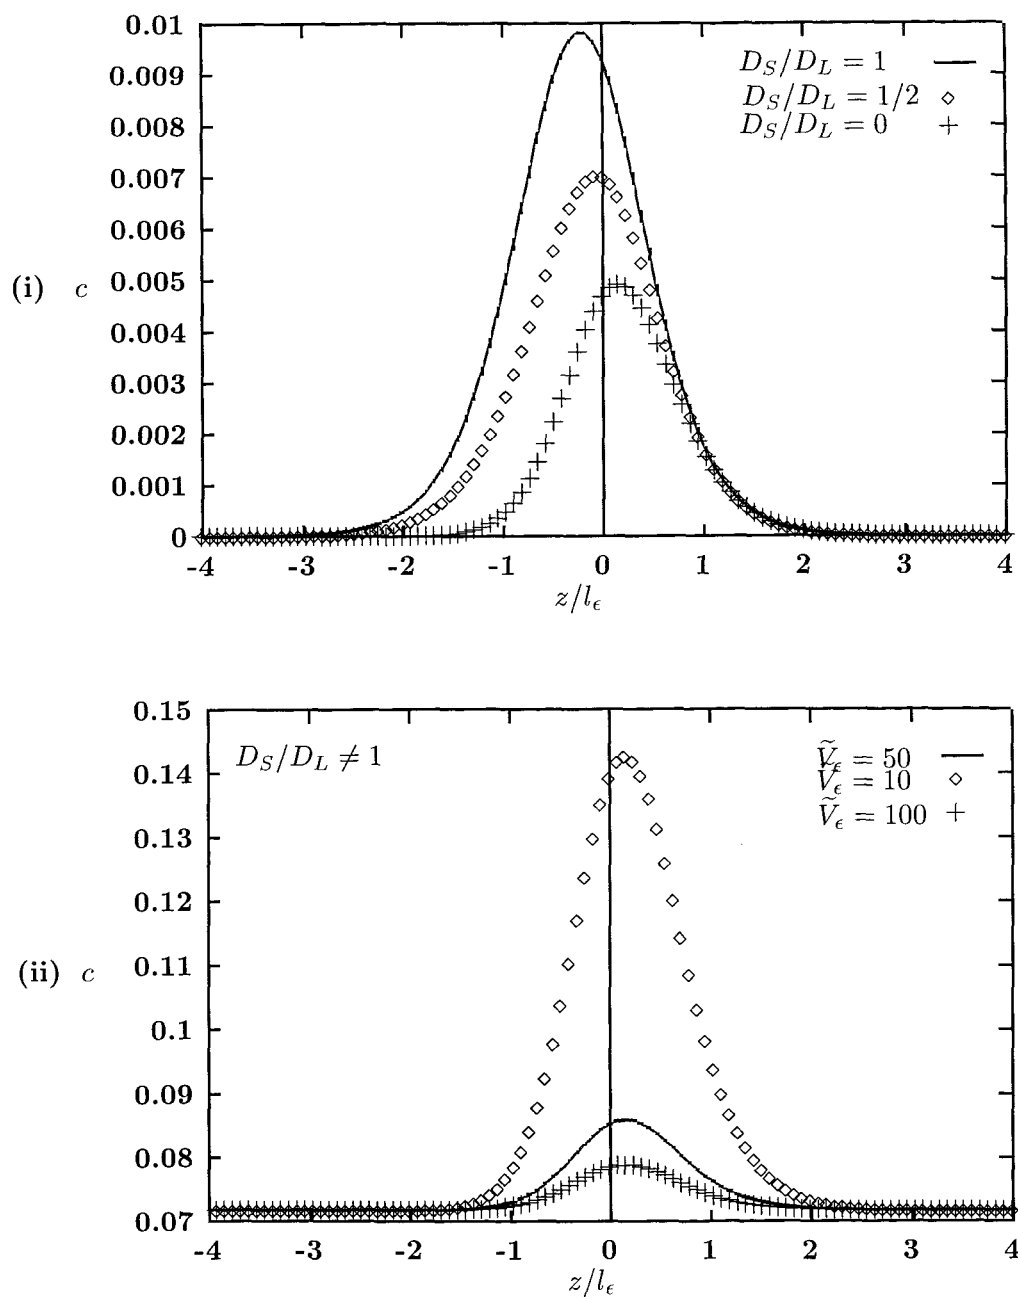 0.01
0.009
0.008
0.007
0.006
0.005
0.004
0.003
0.002
0.001
0
(i) c
D_S/D_L = 1
D_S/D_L = 1/2
D_S/D_L = 0
-4 -3 -2 -1 0 1 2 3 4
z/l_ϵ
0.15
0.14
0.13
0.12
0.11
0.1
0.09
0.08
0.07
(ii) c
D_S/D_L ≠ 1
Ṽ_ϵ = 50
Ṽ_ϵ = 10
Ṽ_ϵ = 100
-4 -3 -2 -1 0 1 2 3 4
z/l_ϵ